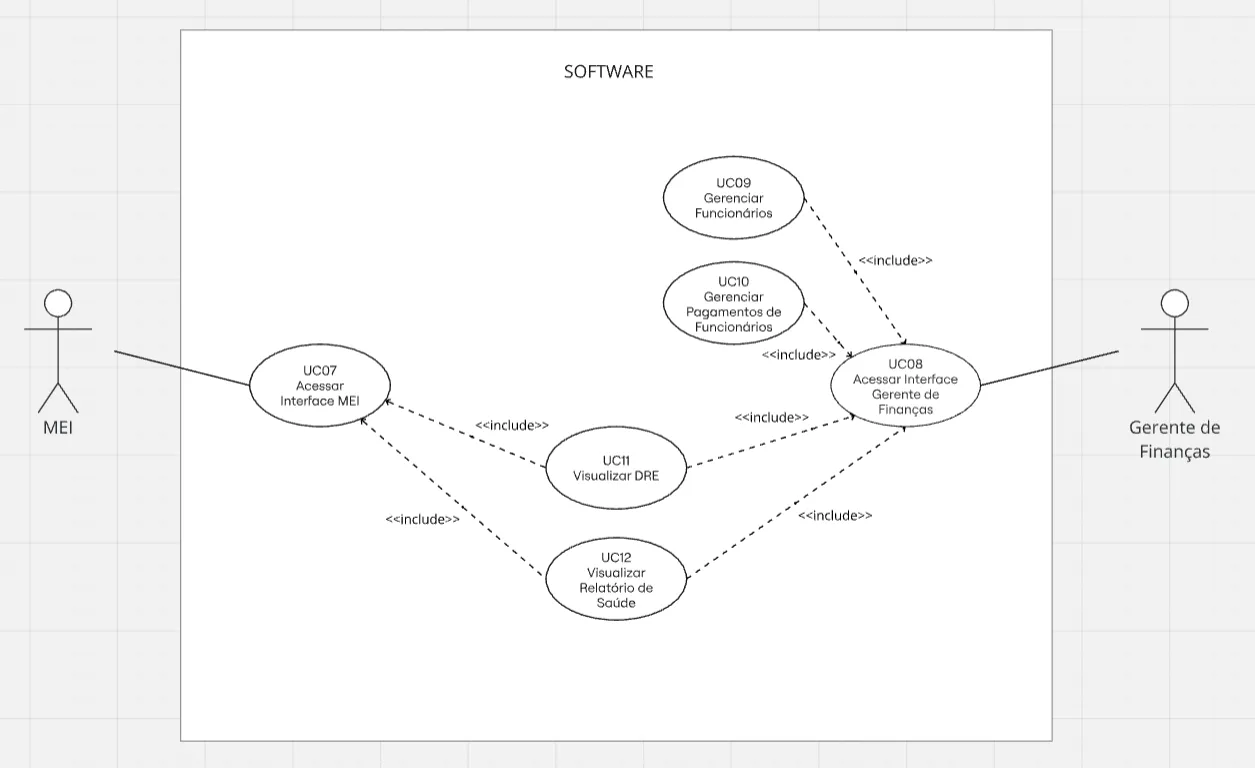 SOFTWARE
UC09
Gerenciar
Funcionários
<<include>>
UC10
Gerenciar
Pagamentos de
Funcionários
<<include>>
UC07
Acessar
Interface MEI
UC08
Acessar Interface
Gerente de
Finanças
MEI
Gerente de
Finanças
<<include>>
<<include>>
UC11
Visualizar DRE
<<include>>
<<include>>
UC12
Visualizar
Relatório de
Saúde